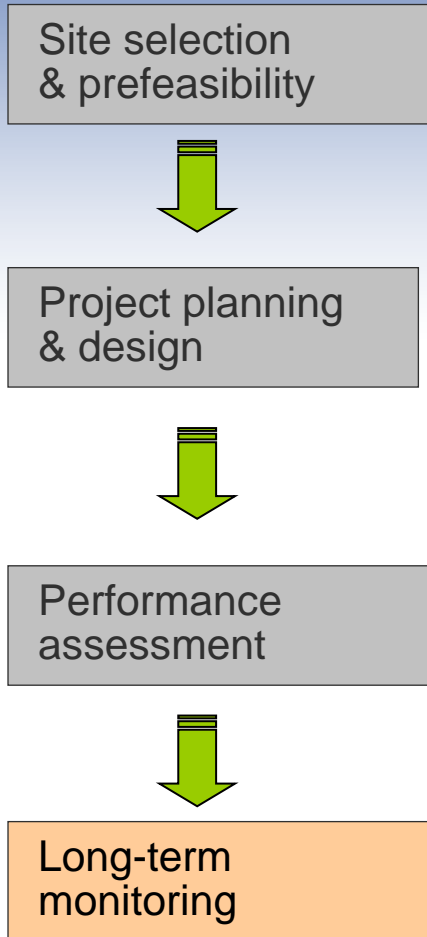 Site selection
& prefeasibility
Project planning
& design
Performance
assessment
Long-term
monitoring